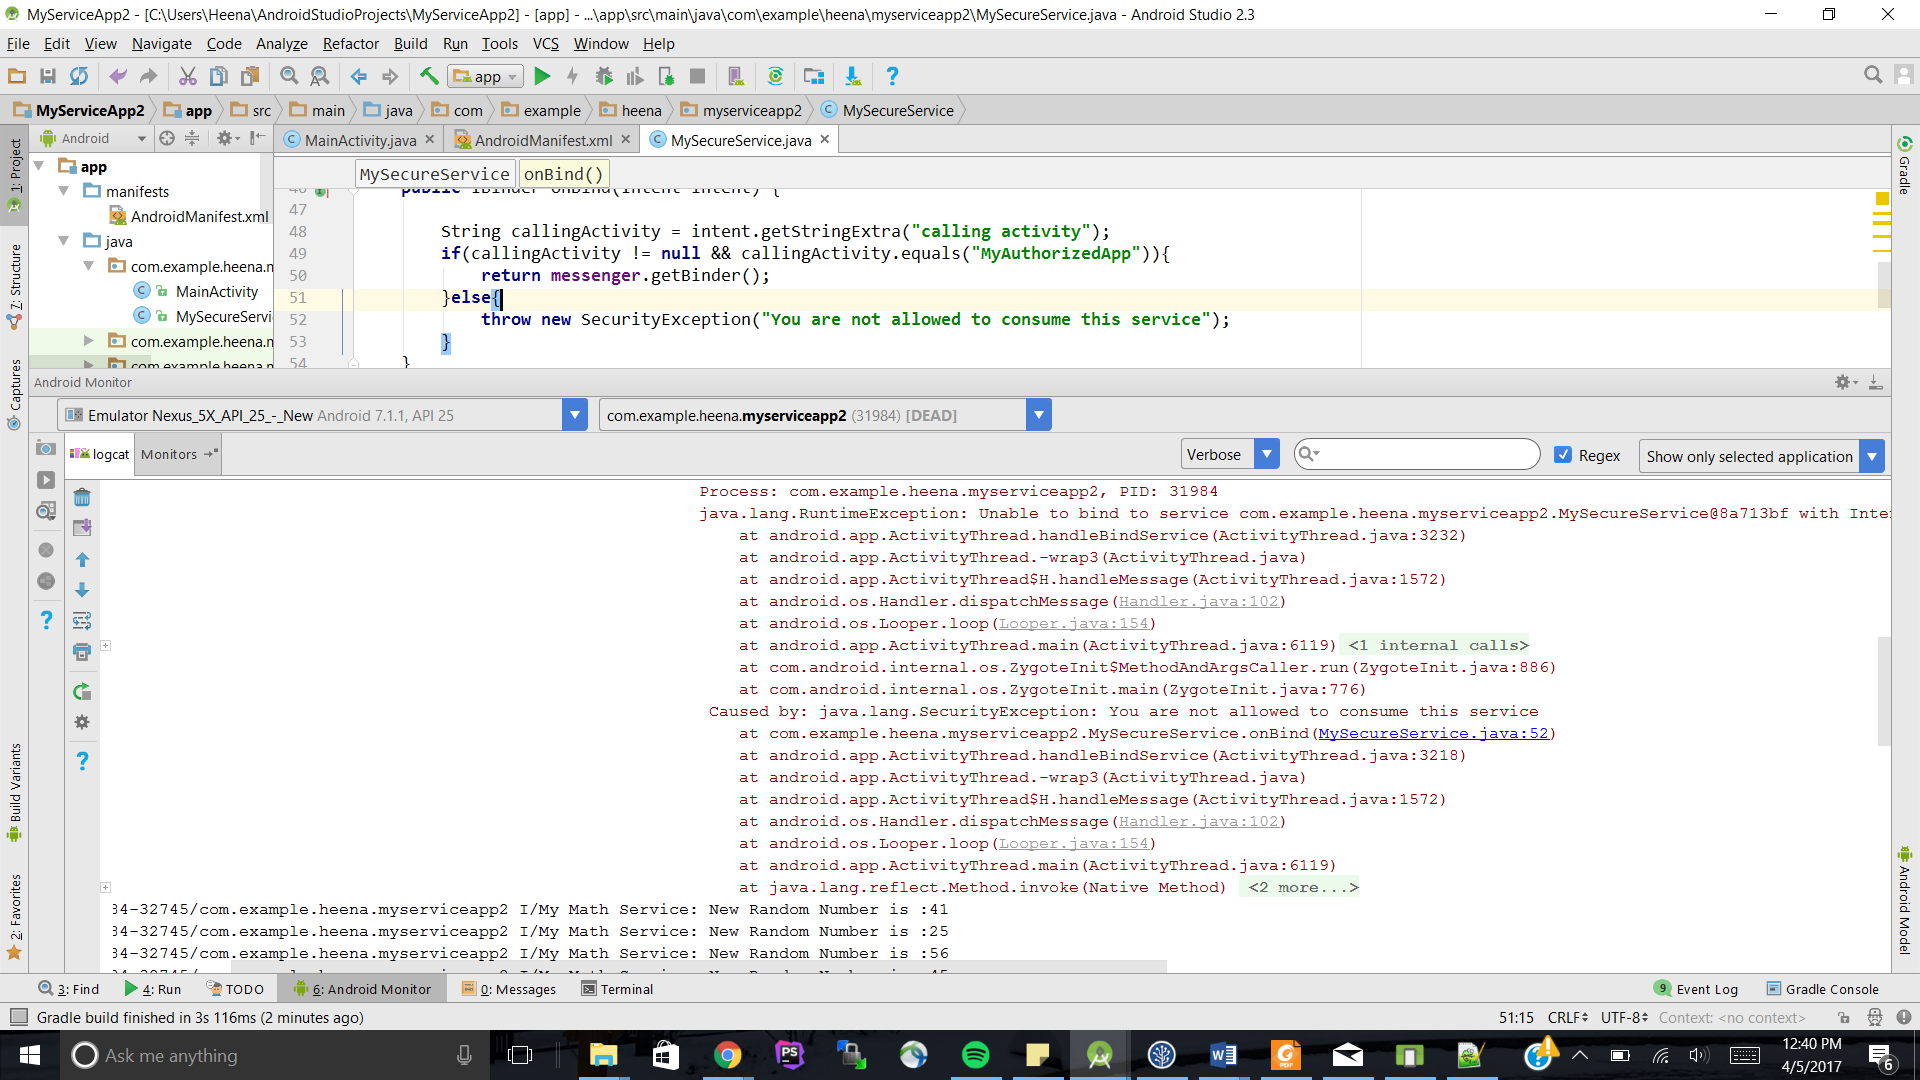 MyServiceApp2 - [C:\Users\Heena\AndroidStudioProjects\MyServiceApp2] - [app] - ...\app\src\main\java\com\example\heena\myserviceapp2\MySecureService.java - Android Studio 2.3
File Edit View Navigate Code Analyze Refactor Build Run Tools VCS Window Help
app
MyServiceApp2 app src main java com example heena myserviceapp2 MySecureService
Android
MainActivity.java AndroidManifest.xml MySecureService.java
1: Project
7: Structure
Captures
Build Variants
2: Favorites
Gradle
Android Model
app
manifests
AndroidManifest.xml
java
com.example.heena.m
MainActivity
MySecureServi
com.example.heena.m
com.example.heena.m
MySecureService onBind()
46 public IBinder onBind(Intent intent) {
47
48 String callingActivity = intent.getStringExtra("calling activity");
49 if(callingActivity != null && callingActivity.equals("MyAuthorizedApp")){
50 return messenger.getBinder();
51 }else{
52 throw new SecurityException("You are not allowed to consume this service");
53 }
54 }
Android Monitor
Emulator Nexus_5X_API_25_-_New Android 7.1.1, API 25
com.example.heena.myserviceapp2 (31984) [DEAD]
logcat Monitors
Verbose
Regex
Show only selected application
Process: com.example.heena.myserviceapp2, PID: 31984
java.lang.RuntimeException: Unable to bind to service com.example.heena.myserviceapp2.MySecureService@8a713bf with Inte
at android.app.ActivityThread.handleBindService(ActivityThread.java:3232)
at android.app.ActivityThread.-wrap3(ActivityThread.java)
at android.app.ActivityThread$H.handleMessage(ActivityThread.java:1572)
at android.os.Handler.dispatchMessage(Handler.java:102)
at android.os.Looper.loop(Looper.java:154)
at android.app.ActivityThread.main(ActivityThread.java:6119) <1 internal calls>
at com.android.internal.os.ZygoteInit$MethodAndArgsCaller.run(ZygoteInit.java:886)
at com.android.internal.os.ZygoteInit.main(ZygoteInit.java:776)
Caused by: java.lang.SecurityException: You are not allowed to consume this service
at com.example.heena.myserviceapp2.MySecureService.onBind(MySecureService.java:52)
at android.app.ActivityThread.handleBindService(ActivityThread.java:3218)
at android.app.ActivityThread.-wrap3(ActivityThread.java)
at android.app.ActivityThread$H.handleMessage(ActivityThread.java:1572)
at android.os.Handler.dispatchMessage(Handler.java:102)
at android.os.Looper.loop(Looper.java:154)
at android.app.ActivityThread.main(ActivityThread.java:6119)
at java.lang.reflect.Method.invoke(Native Method) <2 more...>
34-32745/com.example.heena.myserviceapp2 I/My Math Service: New Random Number is :41
34-32745/com.example.heena.myserviceapp2 I/My Math Service: New Random Number is :25
34-32745/com.example.heena.myserviceapp2 I/My Math Service: New Random Number is :56
34-32745/com.example.heena.myserviceapp2 I/My Math Service: New Random Number is :45
3: Find 4: Run TODO 6: Android Monitor 0: Messages Terminal 9 Event Log Gradle Console
Gradle build finished in 3s 116ms (2 minutes ago) 51:15 CRLF UTF-8 Context: <no context>
Ask me anything
PS
PDF
12:40 PM
4/5/2017
6